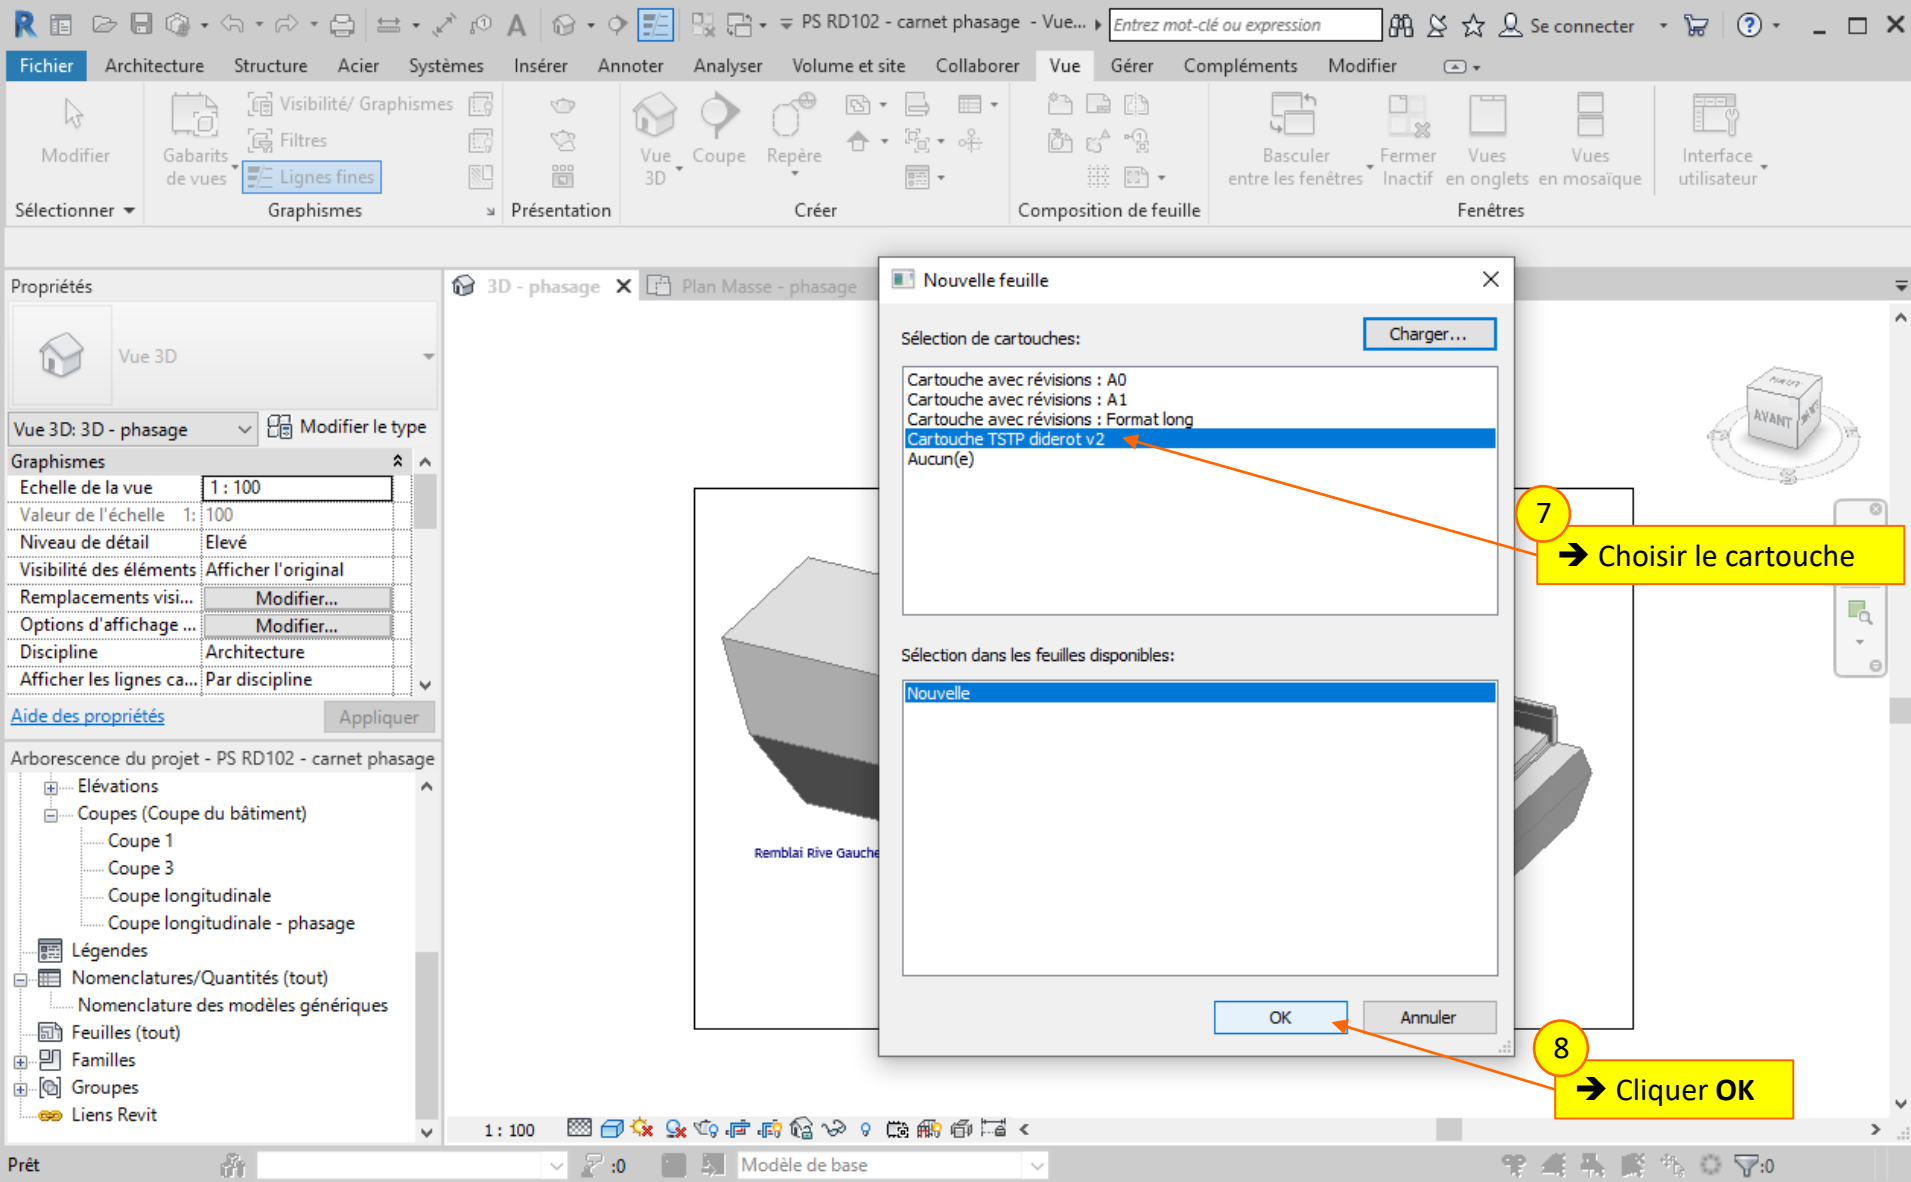 PS RD102 - carnet phasage - Vue...
Entrez mot-clé ou expression
Se connecter
Fichier Architecture Structure Acier Systèmes Insérer Annoter Analyser Volume et site Collaborer Vue Gérer Compléments Modifier
Modifier
Gabarits de vues
Visibilité/ Graphismes
Filtres
Lignes fines
Vue 3D
Coupe
Repère
Basculer entre les fenêtres
Fermer Inactif
Vues en onglets
Vues en mosaïque
Interface utilisateur
Sélectionner
Graphismes
Présentation
Créer
Composition de feuille
Fenêtres
Propriétés
Vue 3D
Vue 3D: 3D - phasage
Modifier le type
Graphismes
Echelle de la vue 1 : 100
Valeur de l'échelle 1: 100
Niveau de détail Elevé
Visibilité des éléments Afficher l'original
Remplacements visi... Modifier...
Options d'affichage ... Modifier...
Discipline Architecture
Afficher les lignes ca... Par discipline
Aide des propriétés
Appliquer
Arborescence du projet - PS RD102 - carnet phasage
Elévations
Coupes (Coupe du bâtiment)
Coupe 1
Coupe 3
Coupe longitudinale
Coupe longitudinale - phasage
Légendes
Nomenclatures/Quantités (tout)
Nomenclature des modèles génériques
Feuilles (tout)
Familles
Groupes
Liens Revit
3D - phasage
Plan Masse - phasage
Remblai Rive Gauche
HAUT
AVANT
S
Nouvelle feuille
Sélection de cartouches:
Charger...
Cartouche avec révisions : A0
Cartouche avec révisions : A1
Cartouche avec révisions : Format long
Cartouche TSTP diderot v2
Aucun(e)
Sélection dans les feuilles disponibles:
Nouvelle
OK
Annuler
7
➔ Choisir le cartouche
8
➔ Cliquer OK
1 : 100
Prêt
:0
Modèle de base
:0